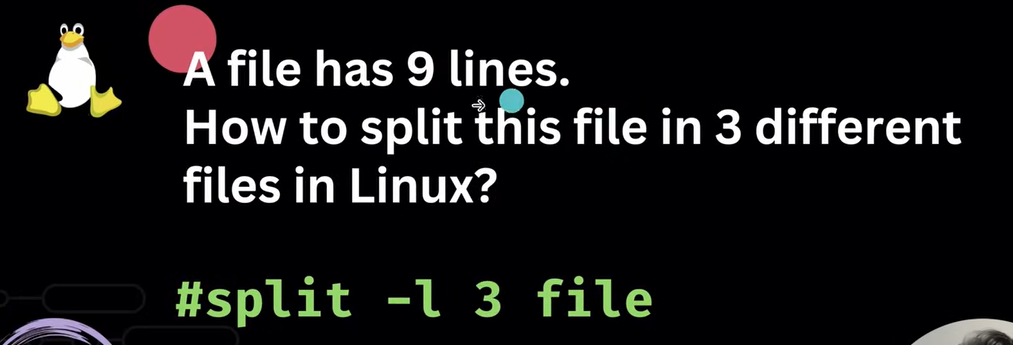 A file has 9 lines.
How to split this file in 3 different
files in Linux?
#split -l 3 file